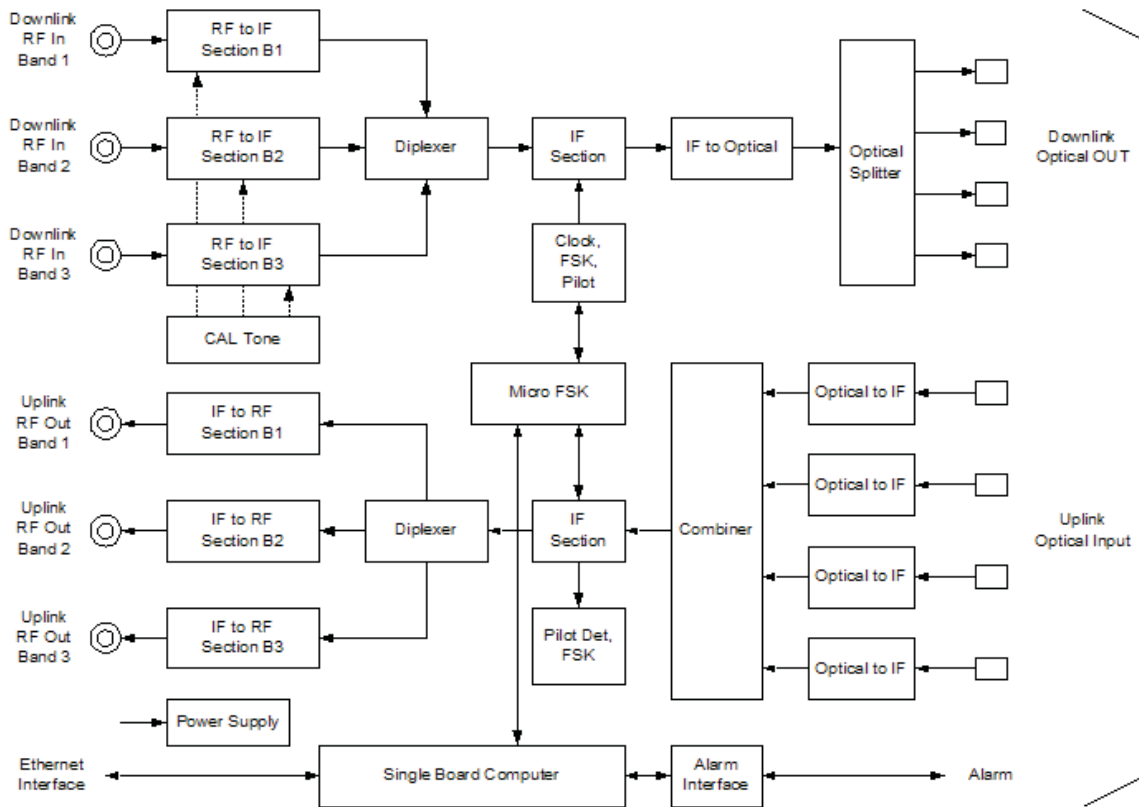 Downlink
RF In
Band 1
RF to IF
Section B1
Downlink
RF In
Band 2
RF to IF
Section B2
Diplexer
IF
Section
IF to Optical
Optical
Splitter
Downlink
Optical OUT
Downlink
RF In
Band 3
RF to IF
Section B3
Clock,
FSK,
Pilot
CAL Tone
Micro FSK
Uplink
RF Out
Band 1
IF to RF
Section B1
Optical to IF
Optical to IF
Uplink
RF Out
Band 2
IF to RF
Section B2
Diplexer
IF
Section
Combiner
Uplink
Optical Input
Optical to IF
Uplink
RF Out
Band 3
IF to RF
Section B3
Pilot Det,
FSK
Optical to IF
Power Supply
Ethernet
Interface
Single Board Computer
Alarm
Interface
Alarm